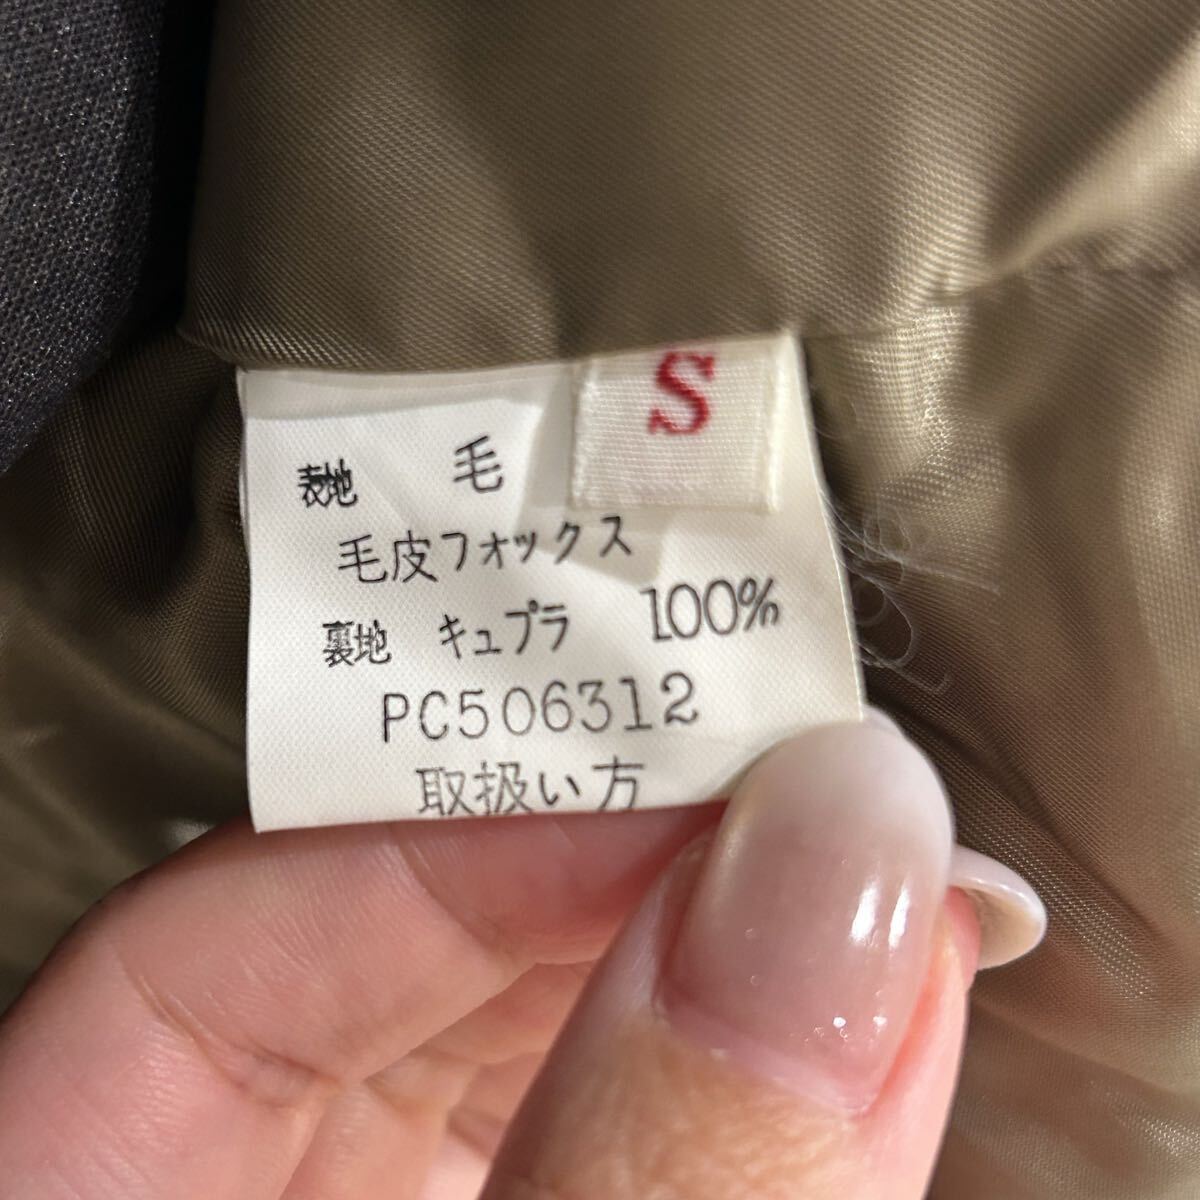 S
表地 毛
毛皮フォックス
裏地 キュプラ 100%
PC506312
取扱い方